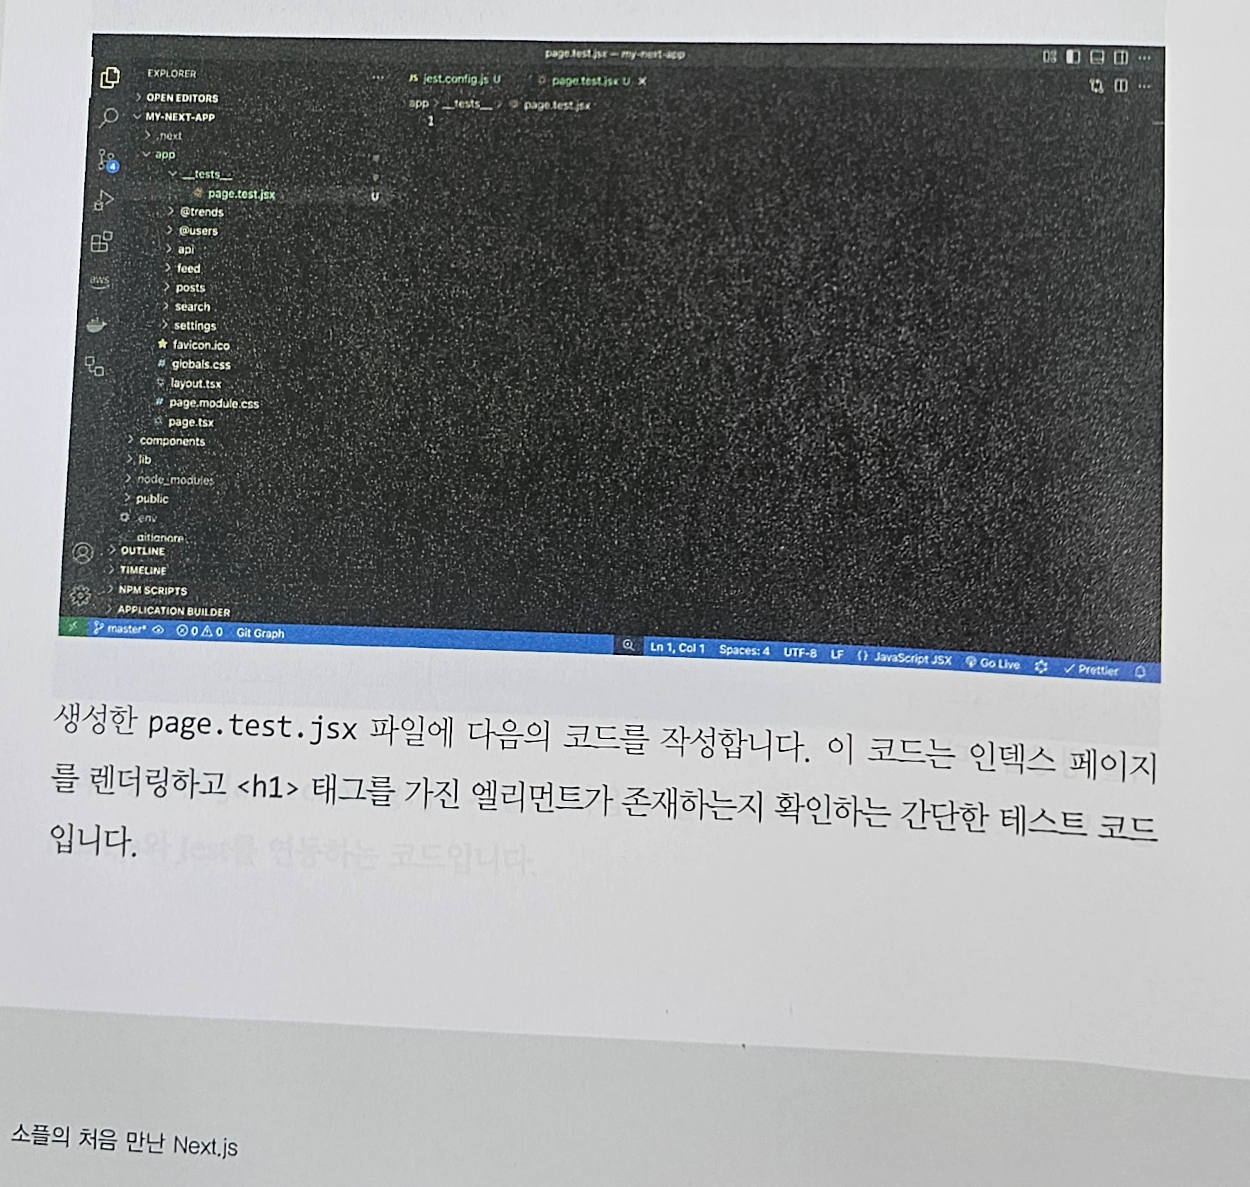 page.test.jsx — my-next-app
EXPLORER
OPEN EDITORS
MY-NEXT-APP
.next
app
__tests__
page.test.jsx U
@trends
@users
api
feed
posts
search
settings
favicon.ico
# globals.css
layout.tsx
# page.module.css
page.tsx
components
lib
node_modules
public
.env
.gitignore
OUTLINE
TIMELINE
NPM SCRIPTS
APPLICATION BUILDER
aws
4
JS jest.config.js U
page.test.jsx U ×
app > __tests__ > page.test.jsx
1
master* 0 0 Git Graph
Ln 1, Col 1 Spaces: 4 UTF-8 LF {} JavaScript JSX Go Live Prettier
생성한 page.test.jsx 파일에 다음의 코드를 작성합니다. 이 코드는 인덱스 페이지
를 렌더링하고 <h1> 태그를 가진 엘리먼트가 존재하는지 확인하는 간단한 테스트 코드
입니다.
소플의 처음 만난 Next.js